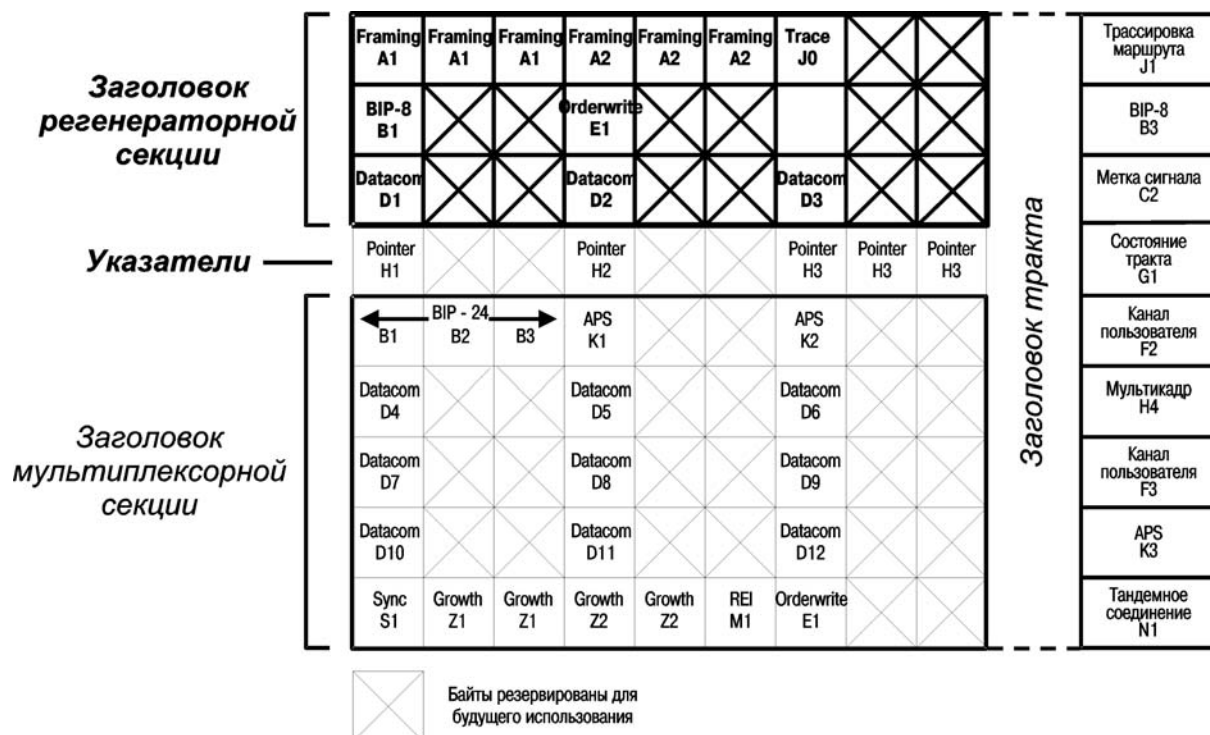 Заголовок
регенераторной
секции
Framing Framing Framing Framing Framing Framing Trace
A1 A1 A1 A2 A2 A2 J0
BIP-8 Orderwrite
B1 E1
Datacom Datacom Datacom
D1 D2 D3
Указатели
Pointer Pointer Pointer Pointer Pointer
H1 H2 H3 H3 H3
Заголовок
мультиплексорной
секции
BIP - 24 APS APS
B1 B2 B3 K1 K2
Datacom Datacom Datacom
D4 D5 D6
Datacom Datacom Datacom
D7 D8 D9
Datacom Datacom Datacom
D10 D11 D12
Sync Growth Growth Growth Growth REI Orderwrite
S1 Z1 Z1 Z2 Z2 M1 E1
Заголовок тракта
Трассировка
маршрута
J1
BIP-8
B3
Метка сигнала
C2
Состояние
тракта
G1
Канал
пользователя
F2
Мультикадр
H4
Канал
пользователя
F3
APS
K3
Тандемное
соединение
N1
Байты резервированы для
будущего использования